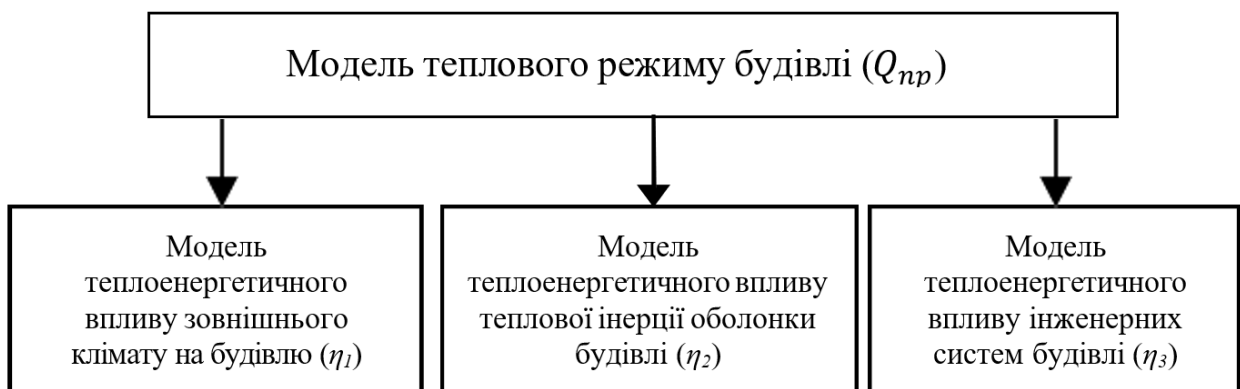 Модель теплового режиму будівлі (Qпр)
Модель
теплоенергетичного
впливу зовнішнього
клімату на будівлю (η1)
Модель
теплоенергетичного впливу
теплової інерції оболонки
будівлі (η2)
Модель
теплоенергетичного
впливу інженерних
систем будівлі (η3)